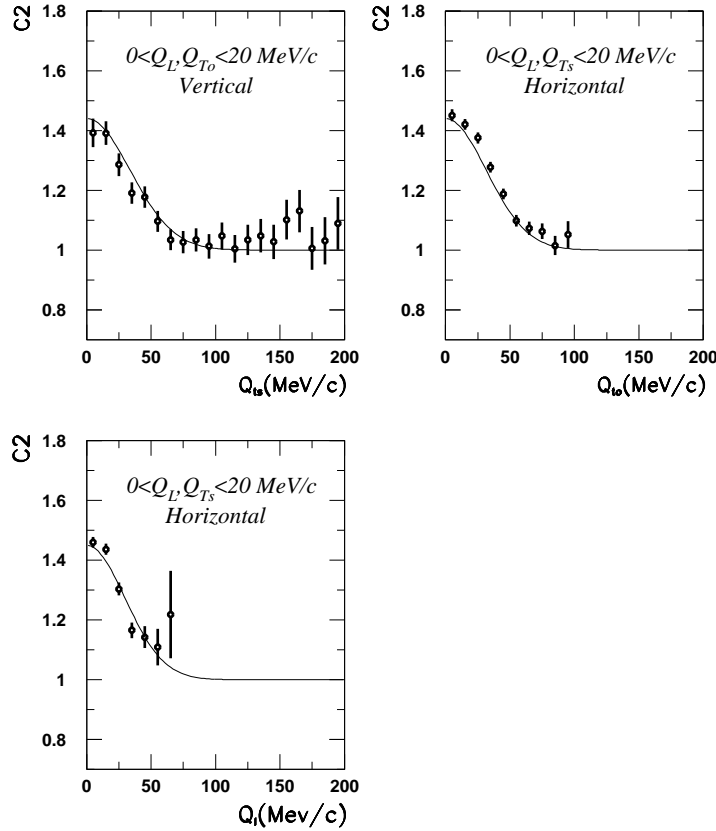 C2
1.8
1.6
1.4
1.2
1
0.8
0<Q_L,Q_To<20 MeV/c
Vertical
0 50 100 150 200
Q_ts(MeV/c)
C2
1.8
1.6
1.4
1.2
1
0.8
0<Q_L,Q_Ts<20 MeV/c
Horizontal
0 50 100 150 200
Q_to(MeV/c)
C2
1.8
1.6
1.4
1.2
1
0.8
0<Q_L,Q_Ts<20 MeV/c
Horizontal
0 50 100 150 200
Q_l(Mev/c)